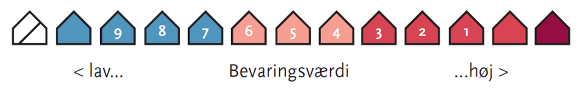 9 8 7 6 5 4 3 2 1
< lav... Bevaringsværdi ...høj >